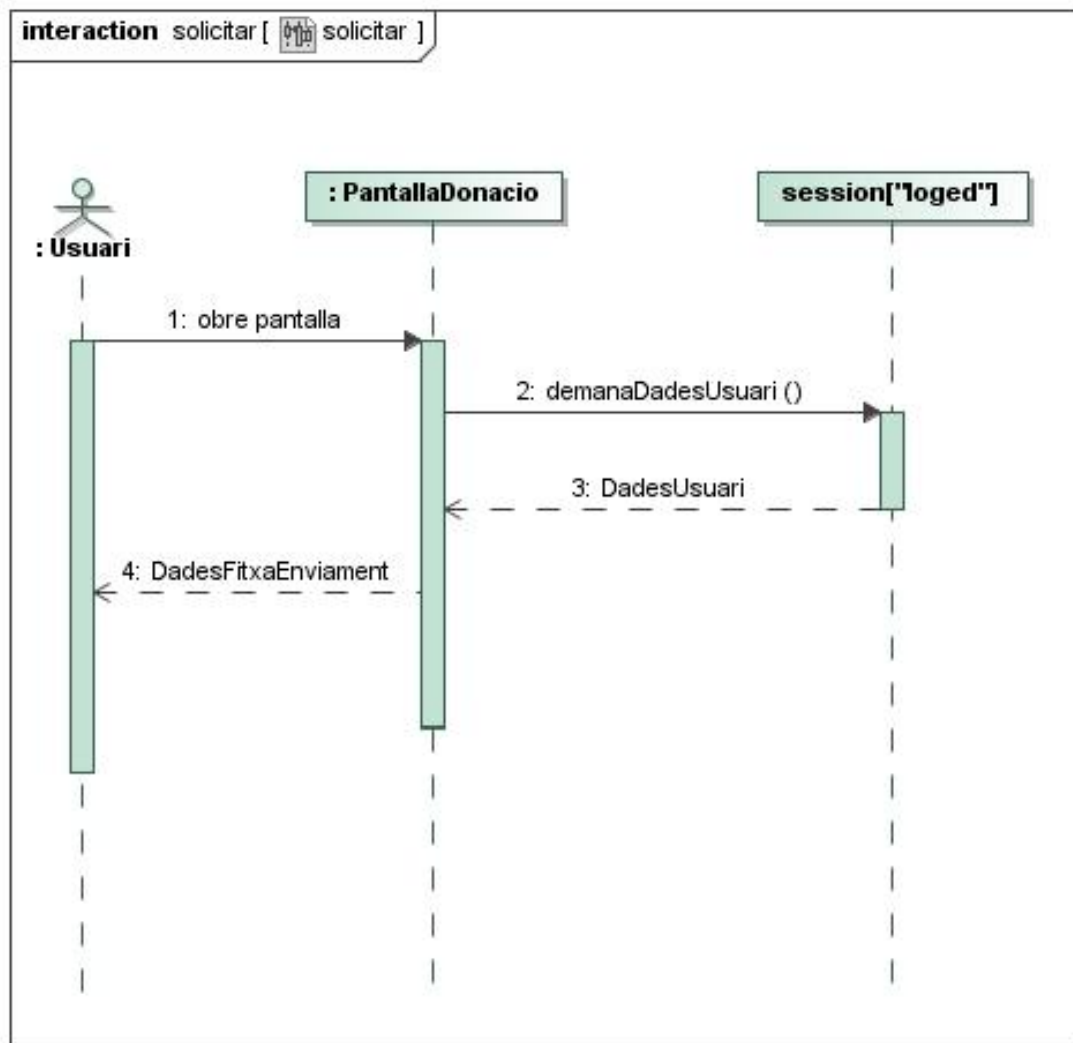 interaction solicitar [ solicitar ]
: Usuari
: PantallaDonacio
session["loged"]
1: obre pantalla
2: demanaDadesUsuari ()
3: DadesUsuari
4: DadesFitxaEnviament